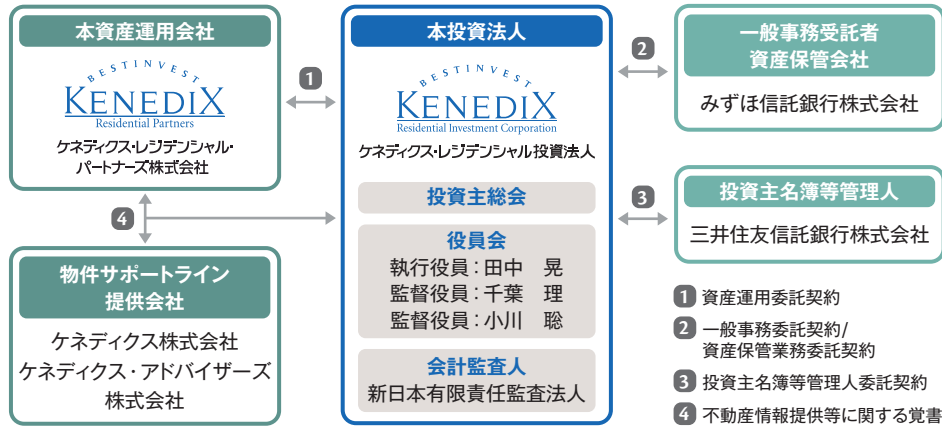 本資産運用会社
BESTINVEST
KENEDIX
Residential Partners
ケネディクス・レジデンシャル・
パートナーズ株式会社
1
4
物件サポートライン
提供会社
ケネディクス株式会社
ケネディクス・アドバイザーズ
株式会社
本投資法人
BESTINVEST
KENEDIX
Residential Investment Corporation
ケネディクス・レジデンシャル投資法人
投資主総会
役員会
執行役員：田中　晃
監督役員：千葉　理
監督役員：小川　聡
会計監査人
新日本有限責任監査法人
2
一般事務受託者
資産保管会社
みずほ信託銀行株式会社
3
投資主名簿等管理人
三井住友信託銀行株式会社
1 資産運用委託契約
2 一般事務委託契約/
資産保管業務委託契約
3 投資主名簿等管理人委託契約
4 不動産情報提供等に関する覚書